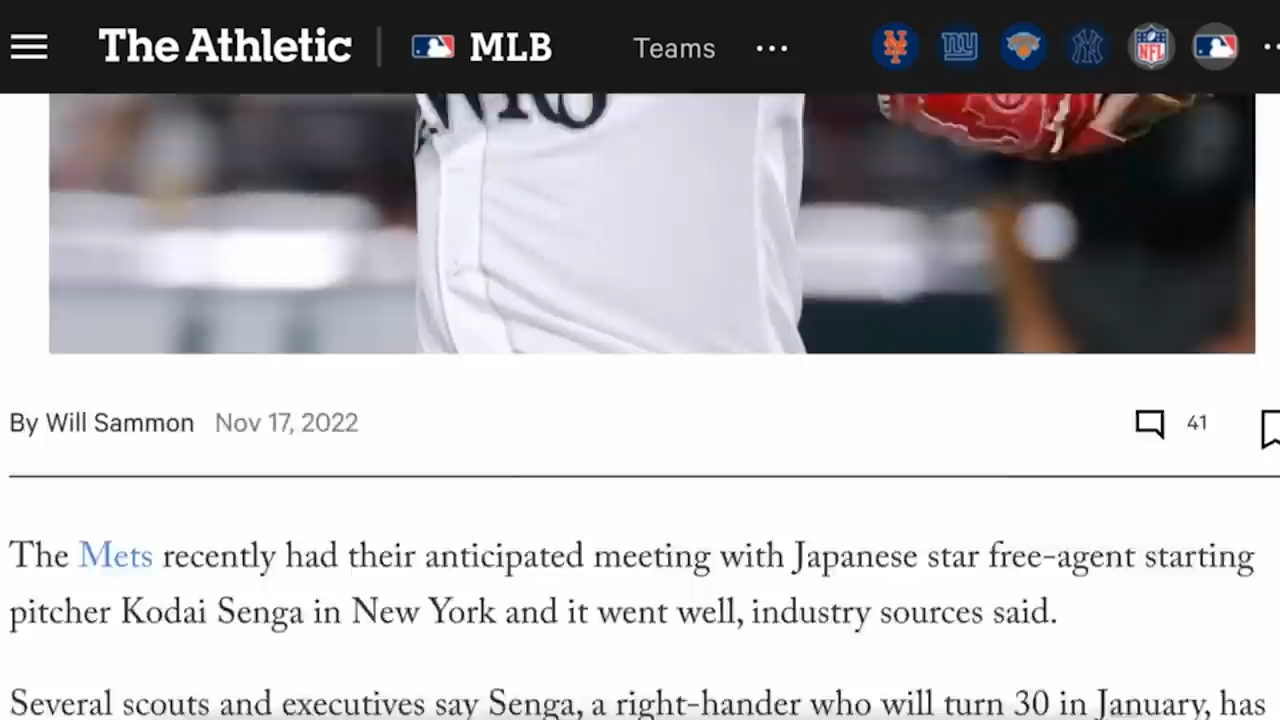 The Athletic MLB Teams ...
By Will Sammon Nov 17, 2022 41
The Mets recently had their anticipated meeting with Japanese star free-agent starting
pitcher Kodai Senga in New York and it went well, industry sources said.
Several scouts and executives say Senga, a right-hander who will turn 30 in January, has